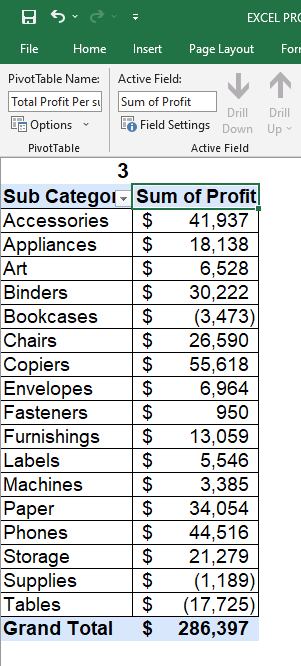 EXCEL PRO
File Home Insert Page Layout For
PivotTable Name: Active Field:
Total Profit Per su Sum of Profit
Drill Drill
Options Field Settings Down Up
PivotTable Active Field
3
Sub Categor Sum of Profit
Accessories $ 41,937
Appliances $ 18,138
Art $ 6,528
Binders $ 30,222
Bookcases $ (3,473)
Chairs $ 26,590
Copiers $ 55,618
Envelopes $ 6,964
Fasteners $ 950
Furnishings $ 13,059
Labels $ 5,546
Machines $ 3,385
Paper $ 34,054
Phones $ 44,516
Storage $ 21,279
Supplies $ (1,189)
Tables $ (17,725)
Grand Total $ 286,397